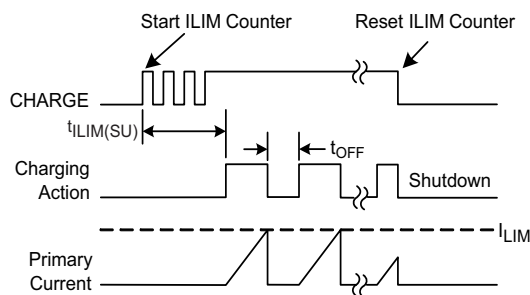 Start ILIM Counter
Reset ILIM Counter
CHARGE
tILIM(SU)
tOFF
Charging
Action
Shutdown
ILIM
Primary
Current